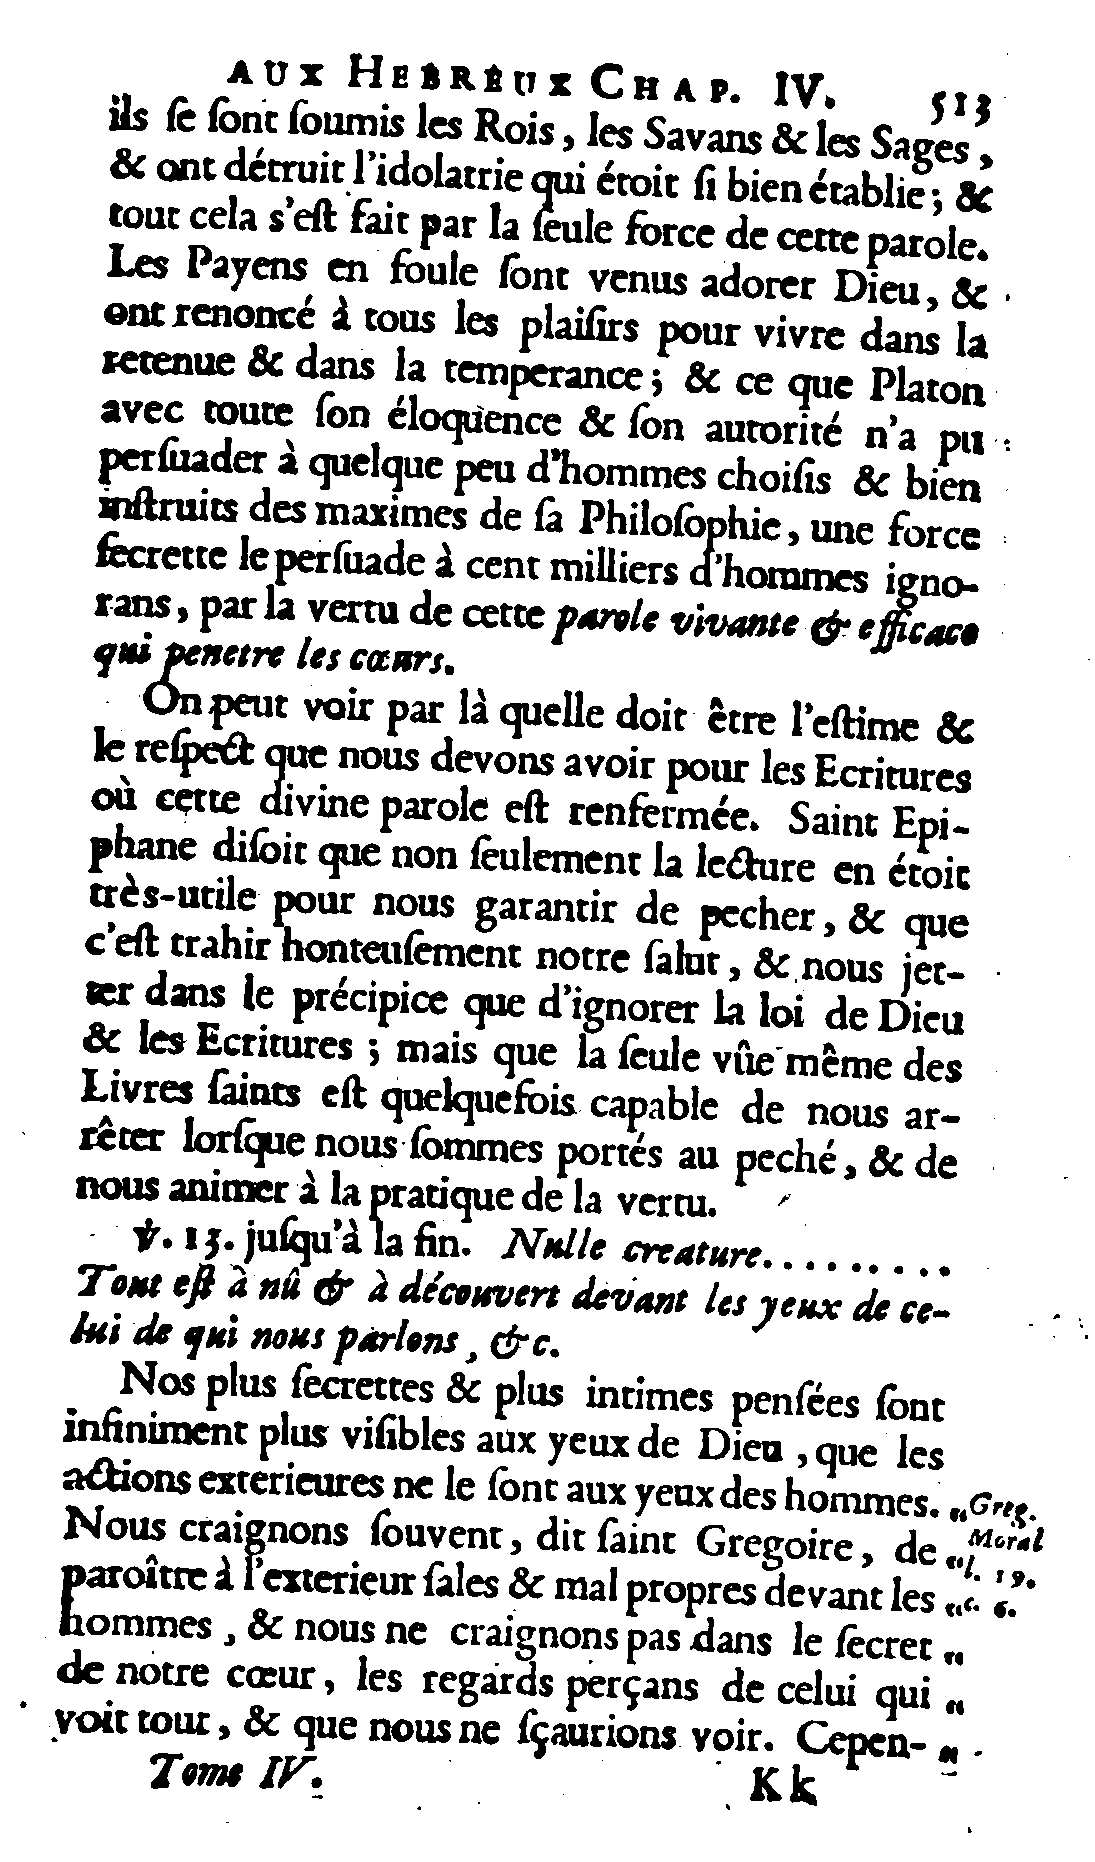 AUX HEBREUX CHAP. IV. 513
ils ſe ſont ſoumis les Rois, les Savans & les Sages,
& ont détruit l'idolatrie qui étoit ſi bien établie; &
tout cela s'eſt fait par la ſeule force de cette parole.
Les Payens en foule ſont venus adorer Dieu, &
ont renoncé à tous les plaiſirs pour vivre dans la
retenue & dans la temperance; & ce que Platon
avec toute ſon éloquence & ſon autorité n'a pu
perſuader à quelque peu d'hommes choiſis & bien
inſtruits des maximes de ſa Philoſophie, une force
ſecrette le perſuade à cent milliers d'hommes igno-
rans, par la vertu de cette parole vivante & efficace
qui penetre les cœurs.
On peut voir par là quelle doit être l'eſtime &
le reſpect que nous devons avoir pour les Ecritures
où cette divine parole eſt renfermée. Saint Epi-
phane diſoit que non ſeulement la lecture en étoit
très-utile pour nous garantir de pecher, & que
c'eſt trahir honteuſement notre ſalut, & nous jet-
ter dans le précipice que d'ignorer la loi de Dieu
& les Ecritures; mais que la ſeule vûe même des
Livres ſaints eſt quelquefois capable de nous ar-
rêter lorſque nous ſommes portés au peché, & de
nous animer à la pratique de la vertu.
℣. 13. juſqu'à la fin. Nulle creature.........
Tout eſt à nû & à découvert devant les yeux de ce-
lui de qui nous parlons, &c.
Nos plus ſecrettes & plus intimes penſées ſont
infiniment plus viſibles aux yeux de Dieu, que les
actions exterieures ne le ſont aux yeux des hommes. „ Greg.
Nous craignons ſouvent, dit ſaint Gregoire, de „ Moral
paroître à l'exterieur ſales & mal propres devant les „ l. 19.
hommes, & nous ne craignons pas dans le ſecret „ c. 6.
de notre cœur, les regards perçans de celui qui „
voit tout, & que nous ne ſçaurions voir. Cepen- „
Tome IV. Kk